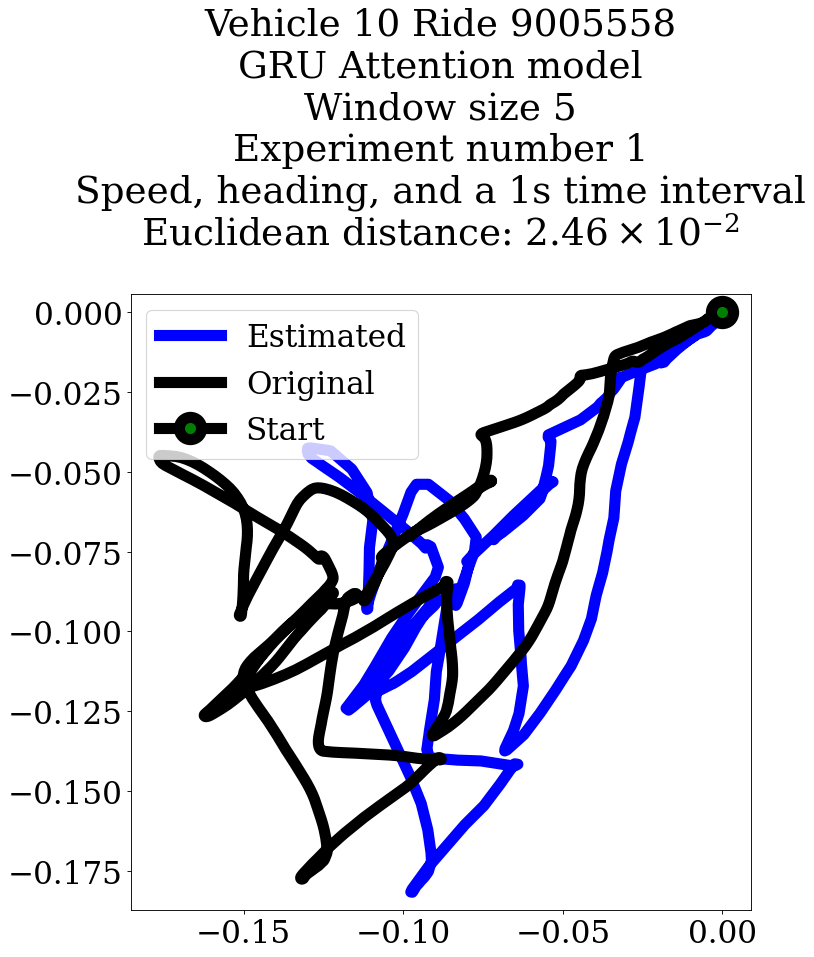 Vehicle 10 Ride 9005558
GRU Attention model
Window size 5
Experiment number 1
Speed, heading, and a 1s time interval
Euclidean distance: 2.46 × 10⁻²
Estimated
Original
Start
0.000
−0.025
−0.050
−0.075
−0.100
−0.125
−0.150
−0.175
−0.15
−0.10
−0.05
0.00